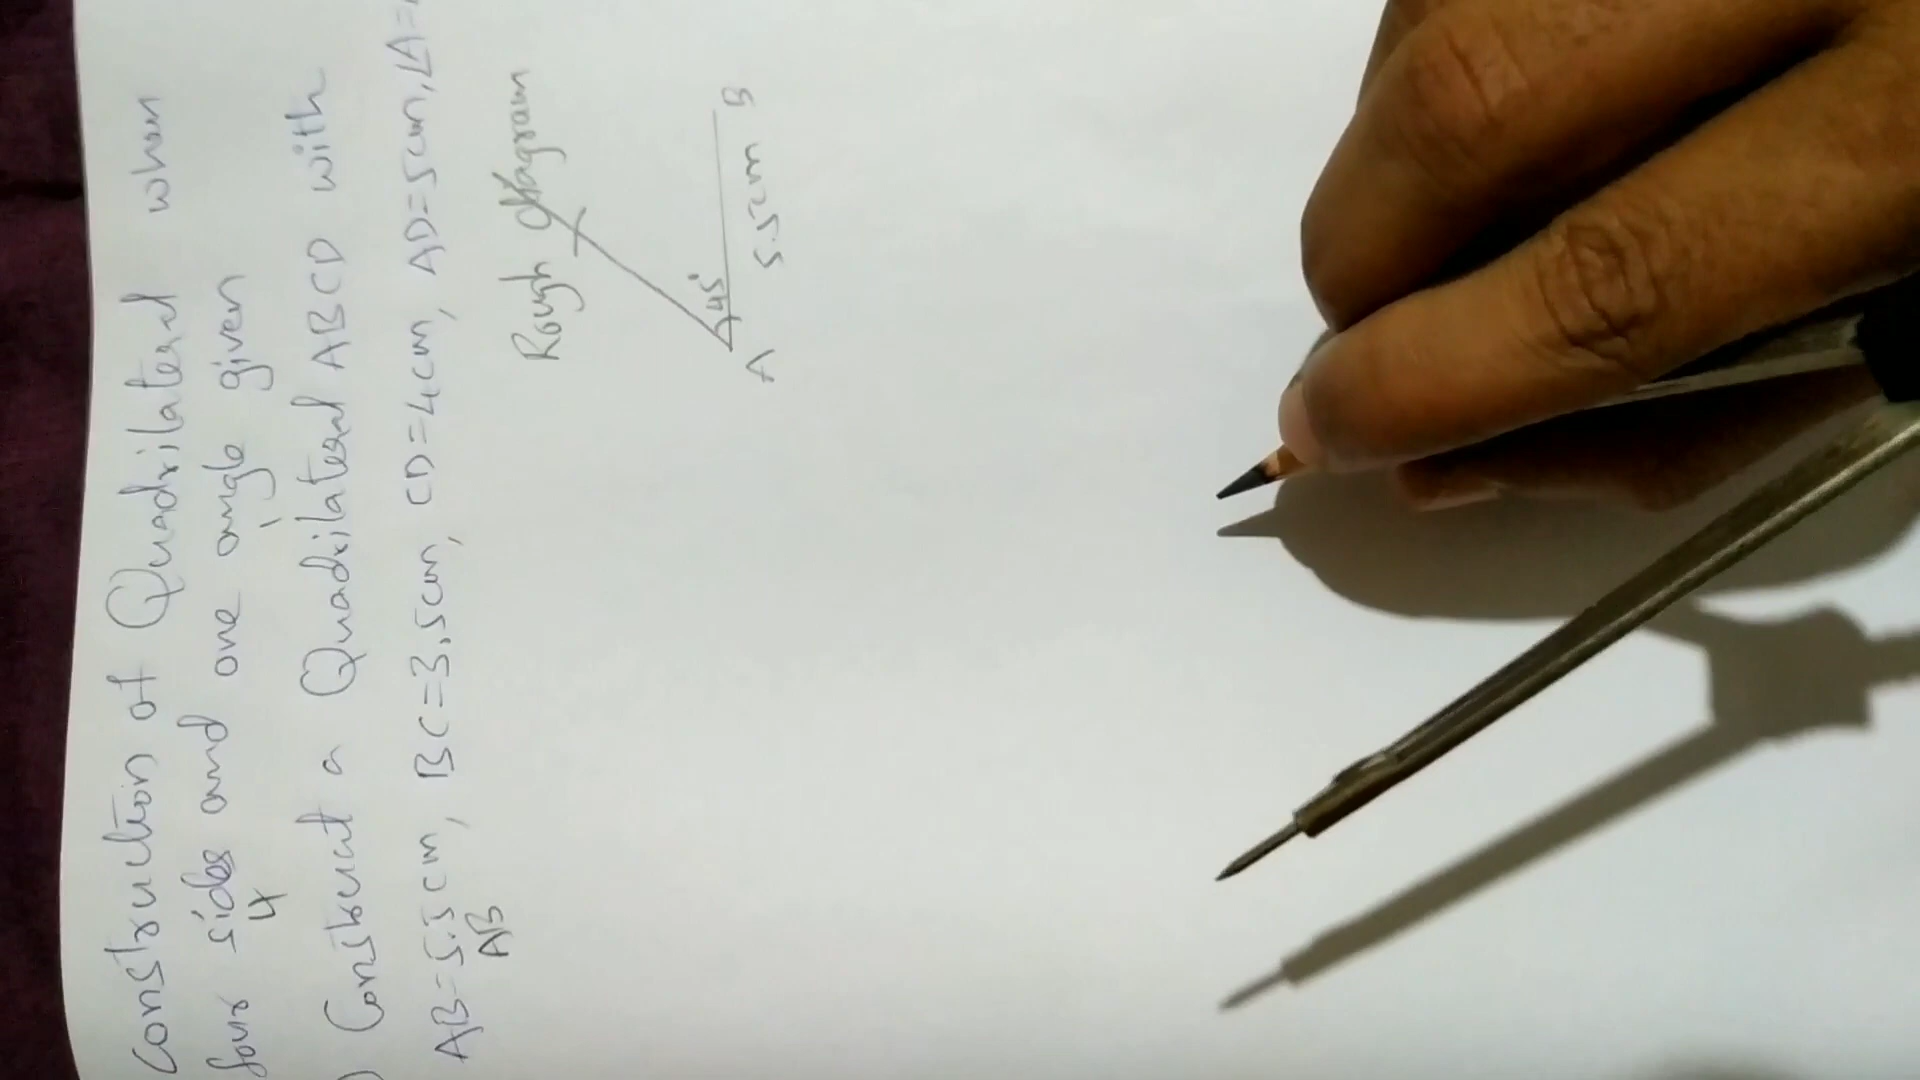 Construction of Quadrilateral when
four sides and one angle given
4
) Construct a Quadrilateral ABCD with
AB=5.5cm, BC=3.5cm, CD=4cm, AD=5cm, ∠A=
AB
Rough diagram
45°
A 5.5cm B